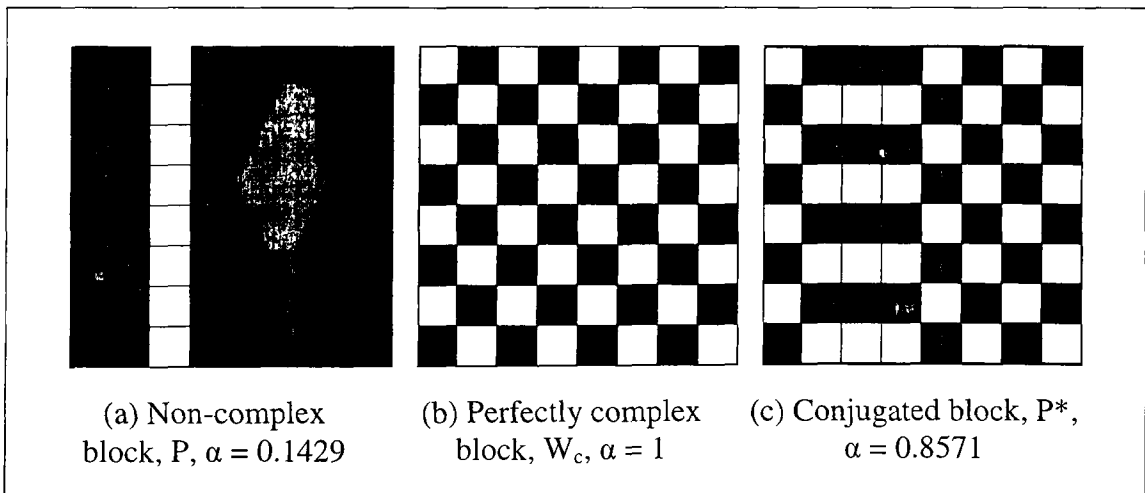 (a) Non-complex
block, P, α = 0.1429
(b) Perfectly complex
block, W_c, α = 1
(c) Conjugated block, P*,
α = 0.8571